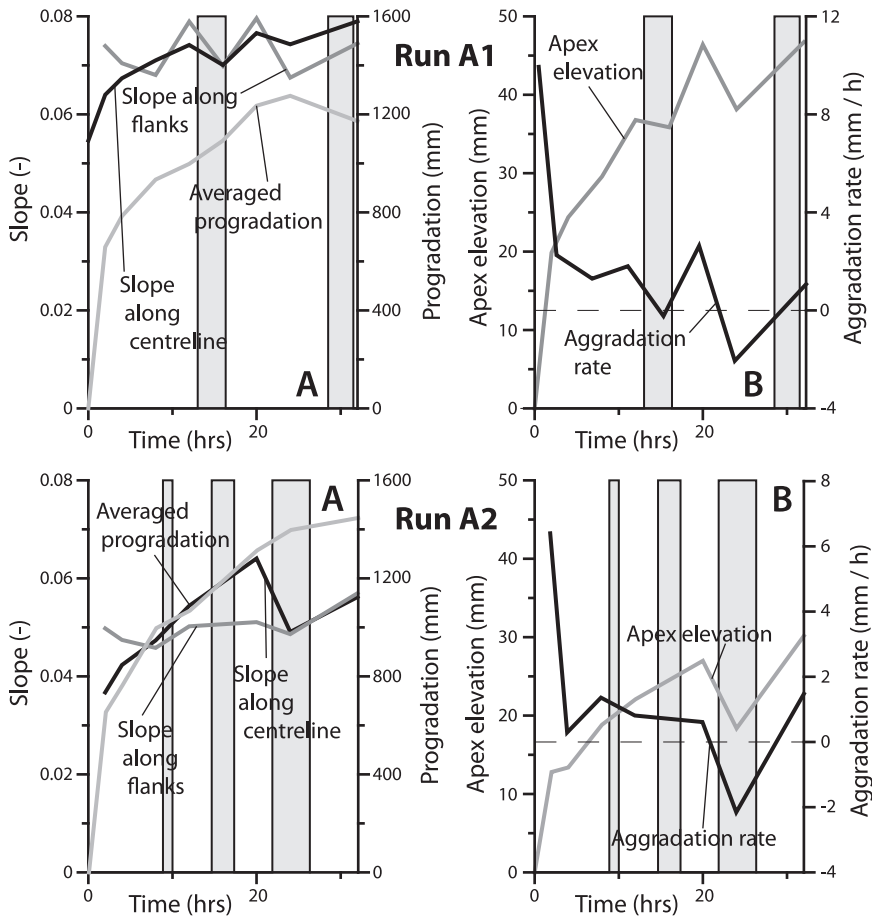 0.08
0.06
0.04
0.02
0
Slope (-)
1600
1200
800
400
0
Progradation (mm)
0
20
Time (hrs)
Slope along
flanks
Averaged
progradation
Slope
along
centreline
A
Run A1
50
40
30
20
10
0
Apex elevation (mm)
12
8
4
0
-4
Aggradation rate (mm / h)
0
20
Time (hrs)
Apex
elevation
Aggradation
rate
B
0.08
0.06
0.04
0.02
0
Slope (-)
1600
1200
800
400
0
Progradation (mm)
0
20
Time (hrs)
Averaged
progradation
Slope
along
flanks
Slope
along
centreline
A
Run A2
50
40
30
20
10
0
Apex elevation (mm)
8
6
4
2
0
-2
-4
Aggradation rate (mm / h)
0
20
Time (hrs)
Apex elevation
Aggradation rate
B